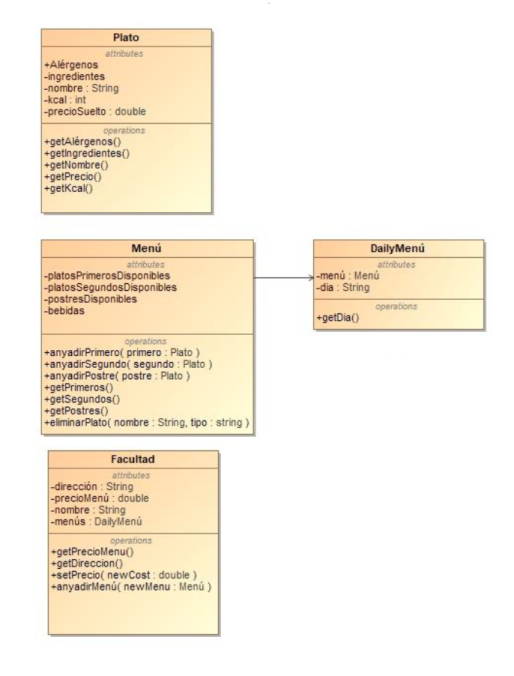 Plato
attributes
+Alérgenos
-ingredientes
-nombre : String
-kcal : int
-precioSuelto : double
operations
+getAlérgenos()
+getIngredientes()
+getNombre()
+getPrecio()
+getKcal()
Menú
attributes
-platosPrimerosDisponibles
-platosSegundosDisponibles
-postresDisponibles
-bebidas
operations
+anyadirPrimero( primero : Plato )
+anyadirSegundo( segundo : Plato )
+anyadirPostre( postre : Plato )
+getPrimeros()
+getSegundos()
+getPostres()
+eliminarPlato( nombre : String, tipo : string )
DailyMenú
attributes
-menú : Menú
-dia : String
operations
+getDia()
Facultad
attributes
-dirección : String
-precioMenú : double
-nombre : String
-menús : DailyMenú
operations
+getPrecioMenu()
+getDireccion()
+setPrecio( newCost : double )
+anyadirMenú( newMenu : Menú )